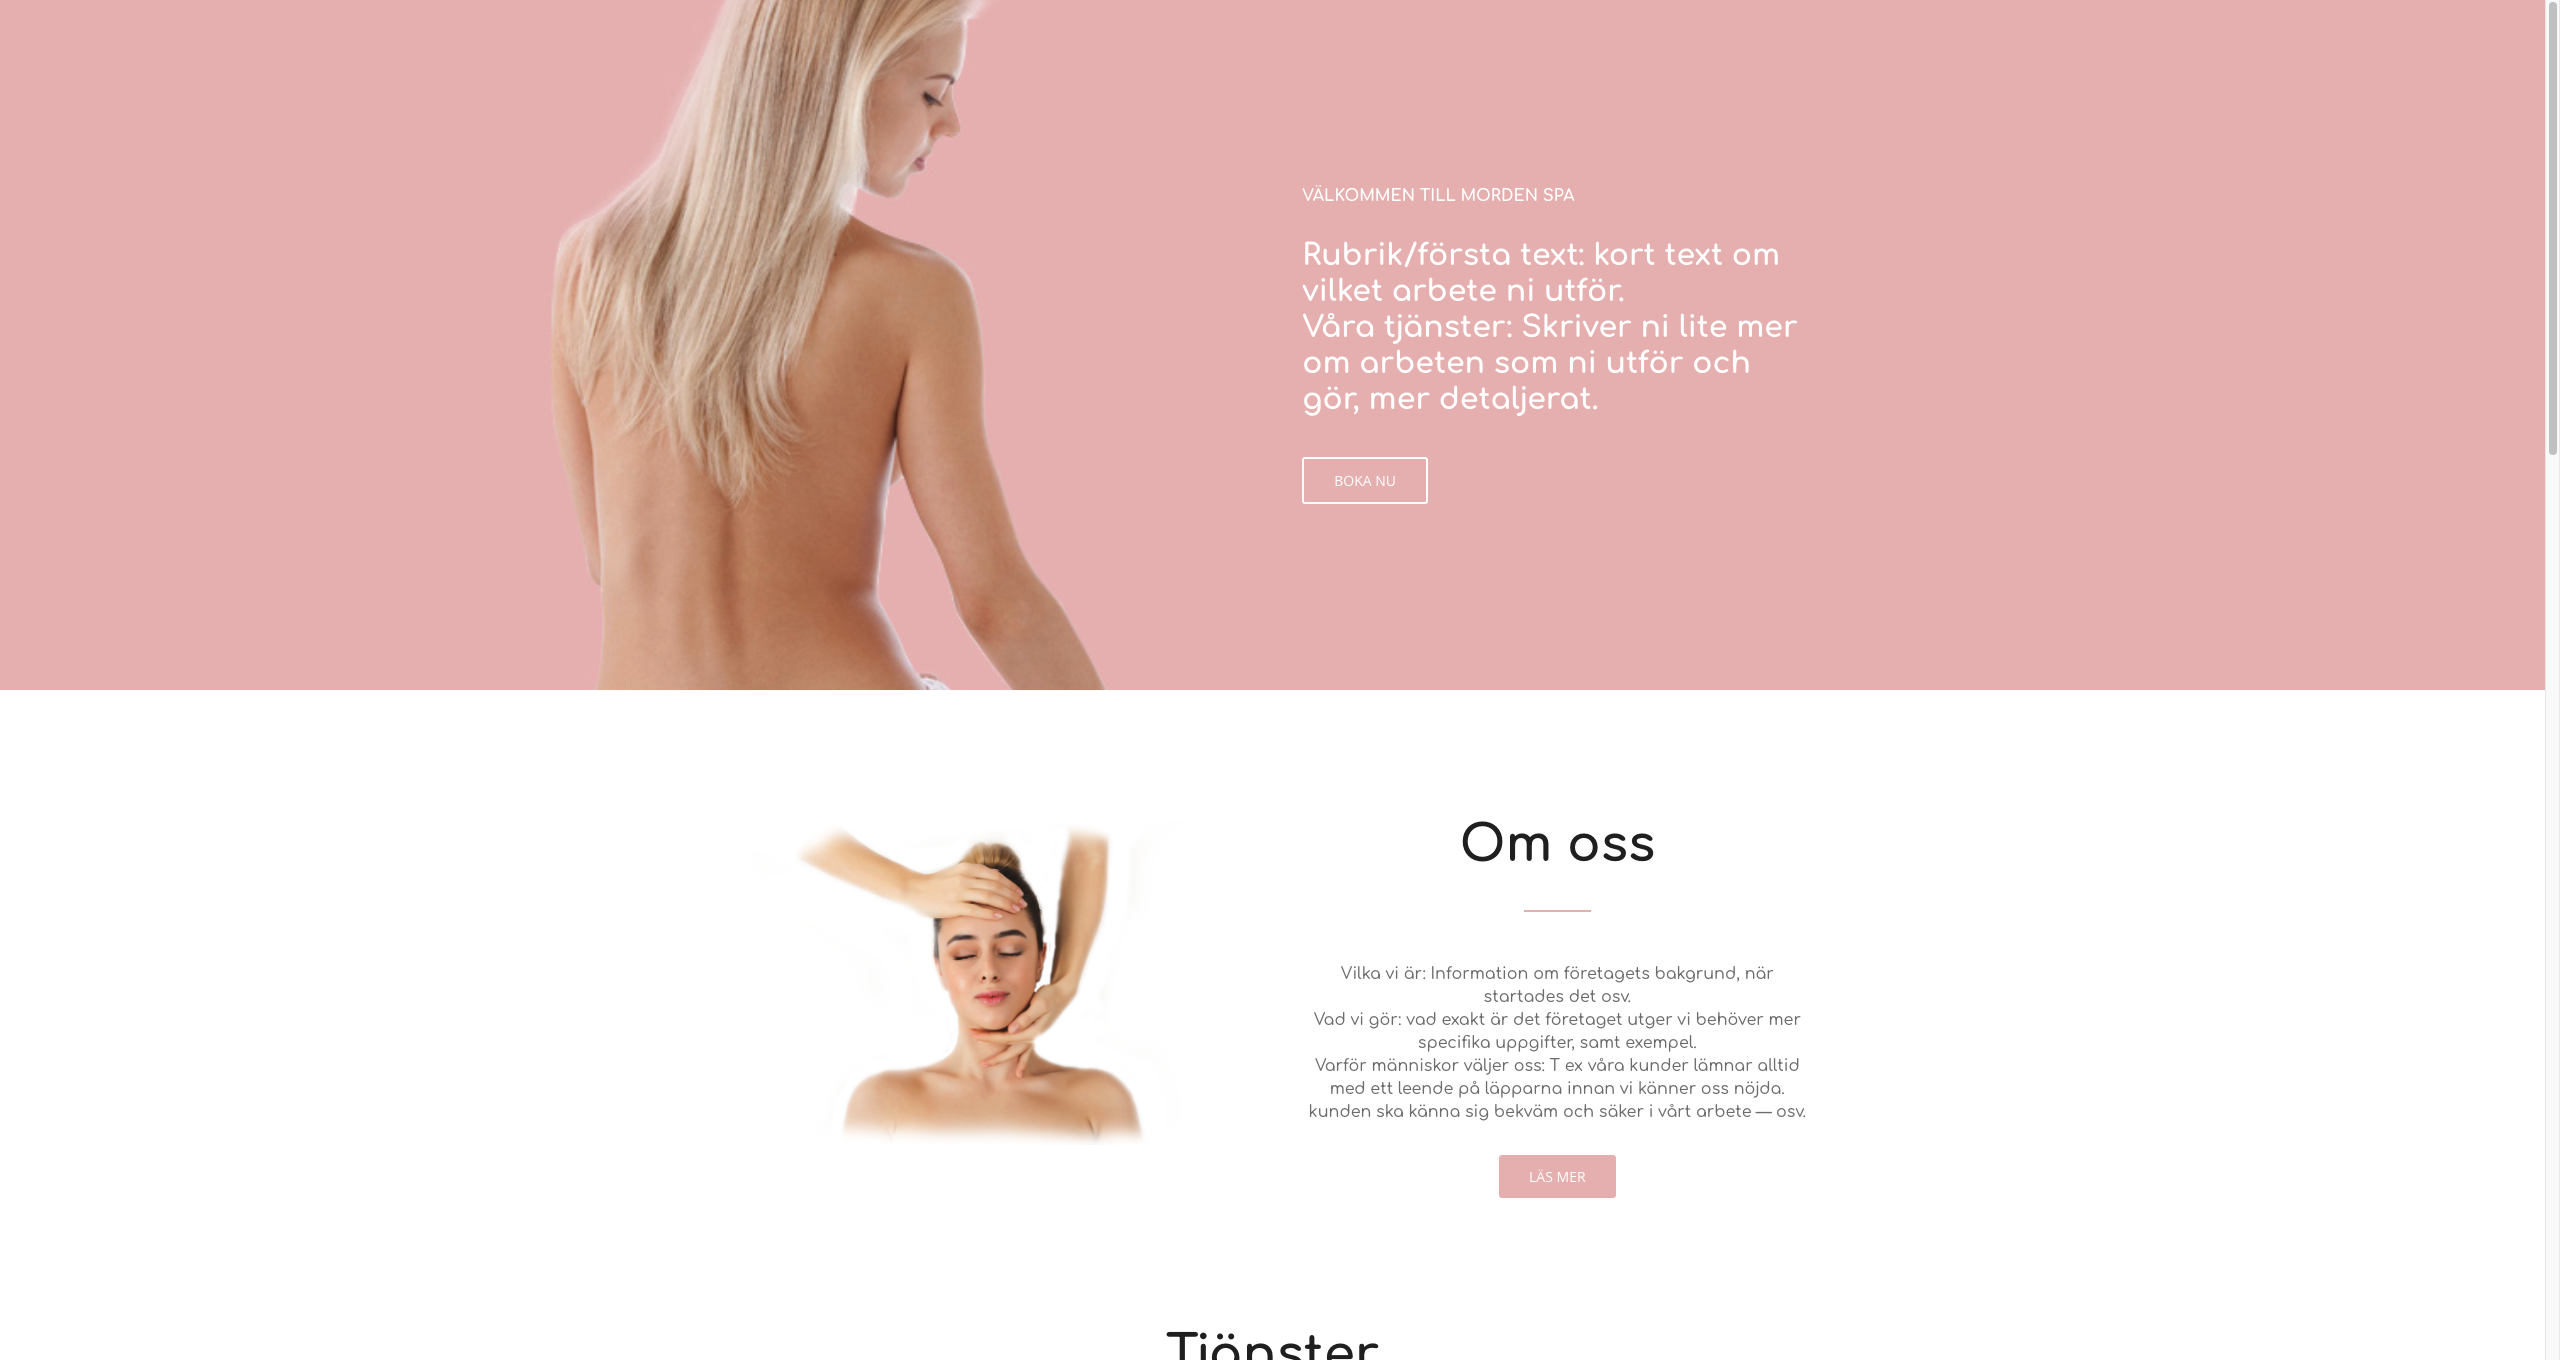 VÄLKOMMEN TILL MORDEN SPA
Rubrik/första text: kort text om
vilket arbete ni utför.
Våra tjänster: Skriver ni lite mer
om arbeten som ni utför och
gör, mer detaljerat.
BOKA NU
Om oss
Vilka vi är: Information om företagets bakgrund, när
startades det osv.
Vad vi gör: vad exakt är det företaget utger vi behöver mer
specifika uppgifter, samt exempel.
Varför människor väljer oss: T ex våra kunder lämnar alltid
med ett leende på läpparna innan vi känner oss nöjda.
kunden ska känna sig bekväm och säker i vårt arbete — osv.
LÄS MER
Tjänster